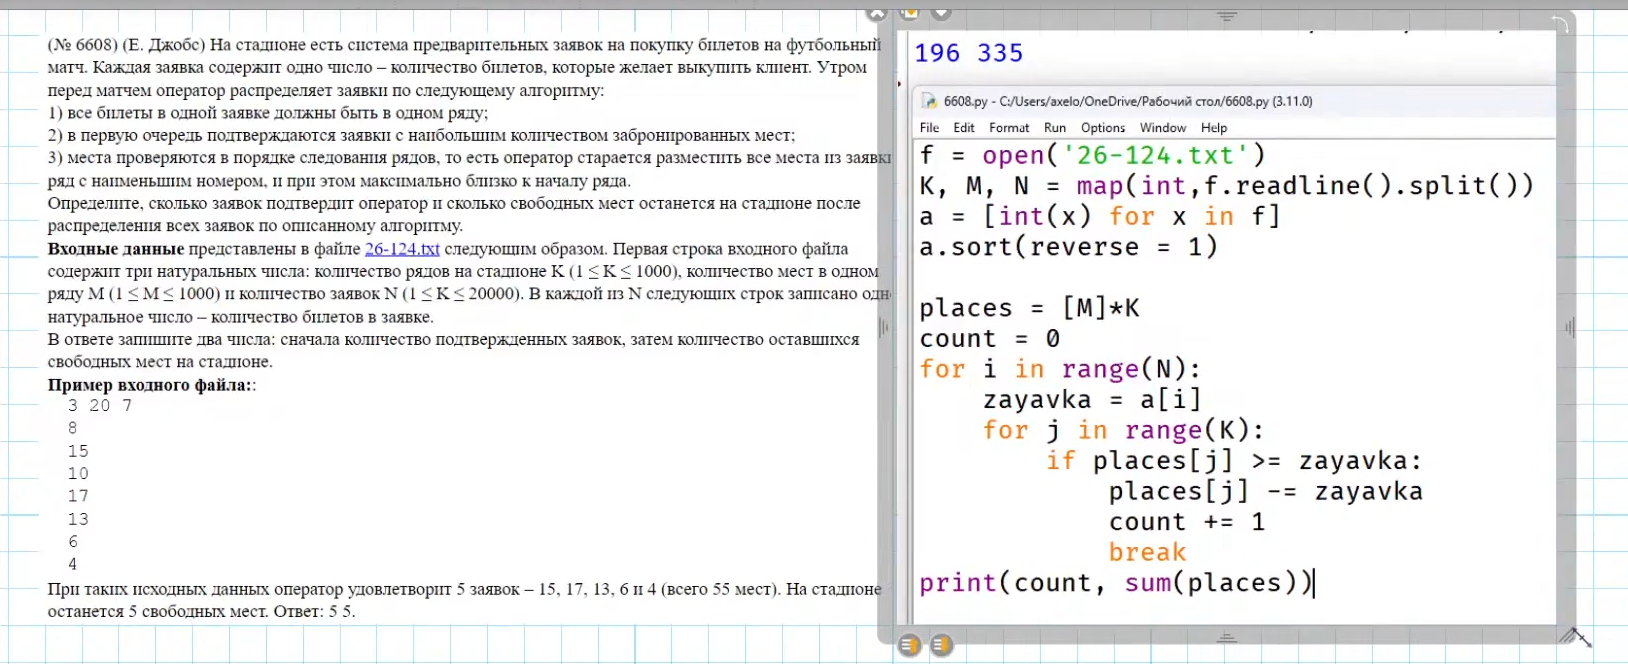 (№ 6608) (Е. Джобс) На стадионе есть система предварительных заявок на покупку билетов на футбольный
матч. Каждая заявка содержит одно число – количество билетов, которые желает выкупить клиент. Утром
перед матчем оператор распределяет заявки по следующему алгоритму:
1) все билеты в одной заявке должны быть в одном ряду;
2) в первую очередь подтверждаются заявки с наибольшим количеством забронированных мест;
3) места проверяются в порядке следования рядов, то есть оператор старается разместить все места из заявки
ряд с наименьшим номером, и при этом максимально близко к началу ряда.
Определите, сколько заявок подтвердит оператор и сколько свободных мест останется на стадионе после
распределения всех заявок по описанному алгоритму.
Входные данные представлены в файле 26-124.txt следующим образом. Первая строка входного файла
содержит три натуральных числа: количество рядов на стадионе K (1 ≤ K ≤ 1000), количество мест в одном
ряду M (1 ≤ M ≤ 1000) и количество заявок N (1 ≤ K ≤ 20000). В каждой из N следующих строк записано одн
натуральное число – количество билетов в заявке.
В ответе запишите два числа: сначала количество подтвержденных заявок, затем количество оставшихся
свободных мест на стадионе.
Пример входного файла::
3 20 7
8
15
10
17
13
6
4
При таких исходных данных оператор удовлетворит 5 заявок – 15, 17, 13, 6 и 4 (всего 55 мест). На стадионе
останется 5 свободных мест. Ответ: 5 5.
196 335
6608.py - C:/Users/axelo/OneDrive/Рабочий стол/6608.py (3.11.0)
File Edit Format Run Options Window Help
f = open('26-124.txt')
K, M, N = map(int,f.readline().split())
a = [int(x) for x in f]
a.sort(reverse = 1)
places = [M]*K
count = 0
for i in range(N):
    zayavka = a[i]
    for j in range(K):
        if places[j] >= zayavka:
            places[j] -= zayavka
            count += 1
            break
print(count, sum(places))